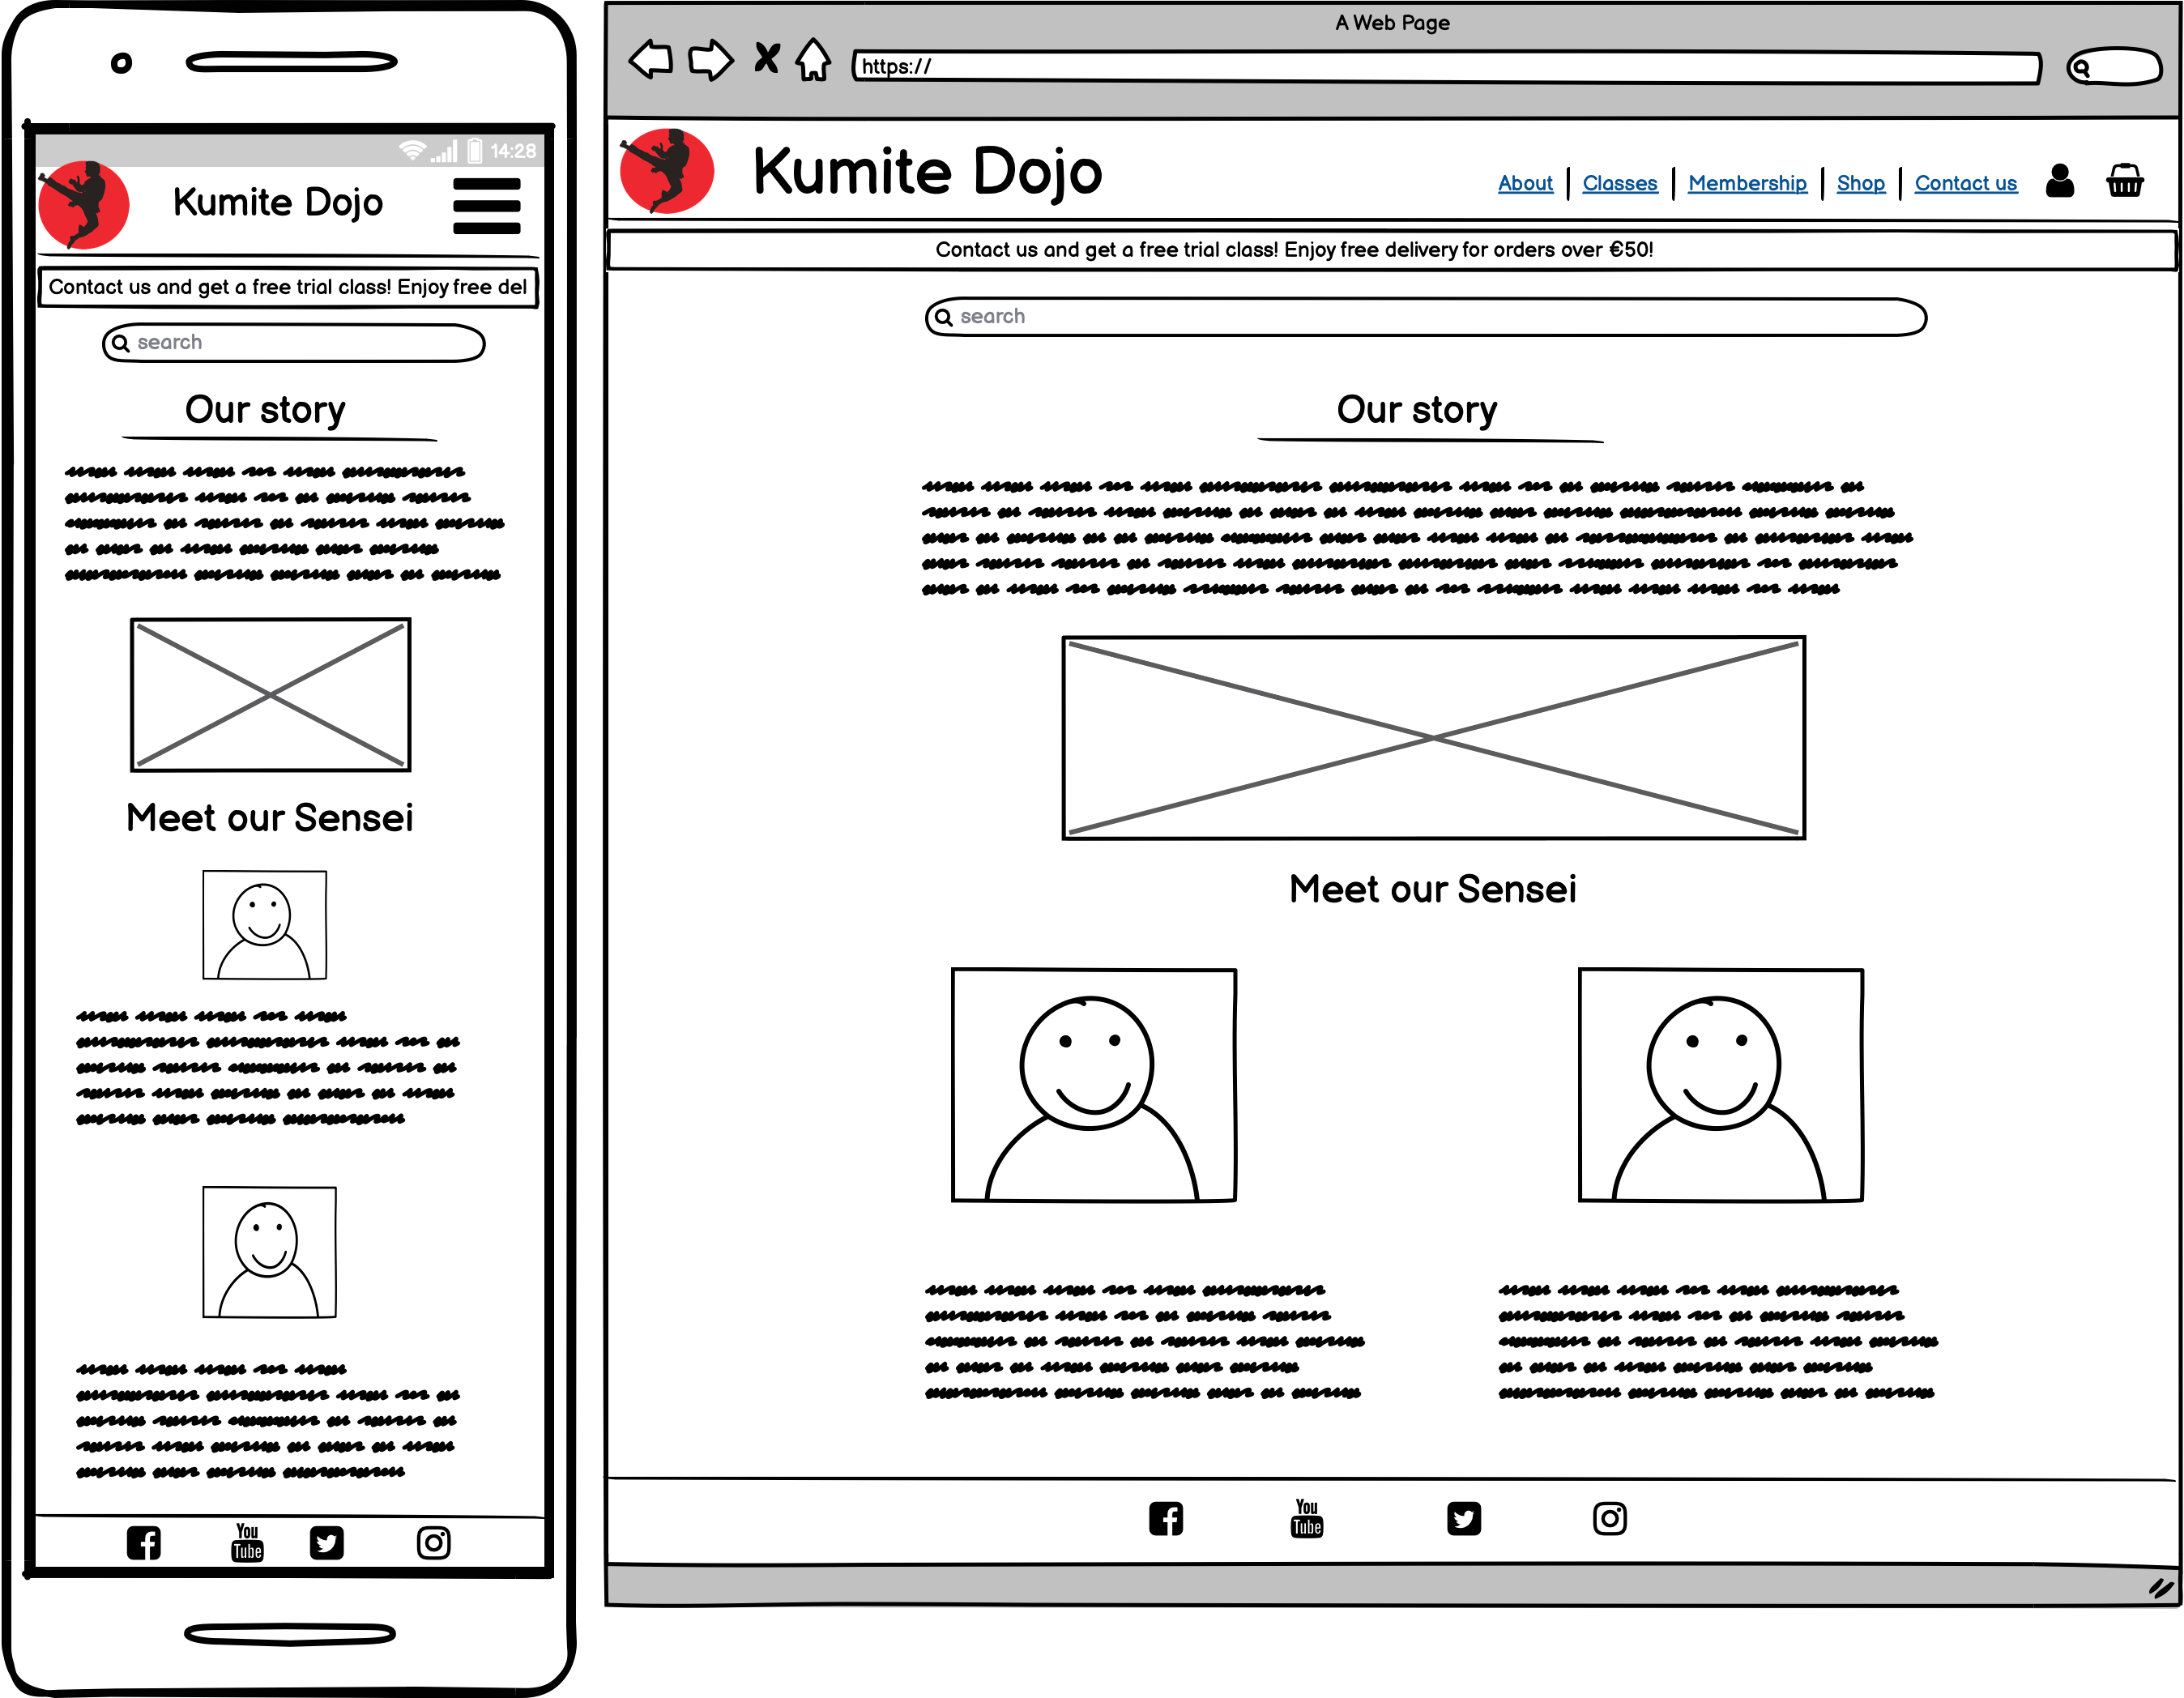 14:28
Kumite Dojo
Contact us and get a free trial class! Enjoy free del
search
Our story
Meet our Sensei
You
Tube
A Web Page
https://
Kumite Dojo
About | Classes | Membership | Shop | Contact us
Contact us and get a free trial class! Enjoy free delivery for orders over €50!
search
Our story
Meet our Sensei
You
Tube